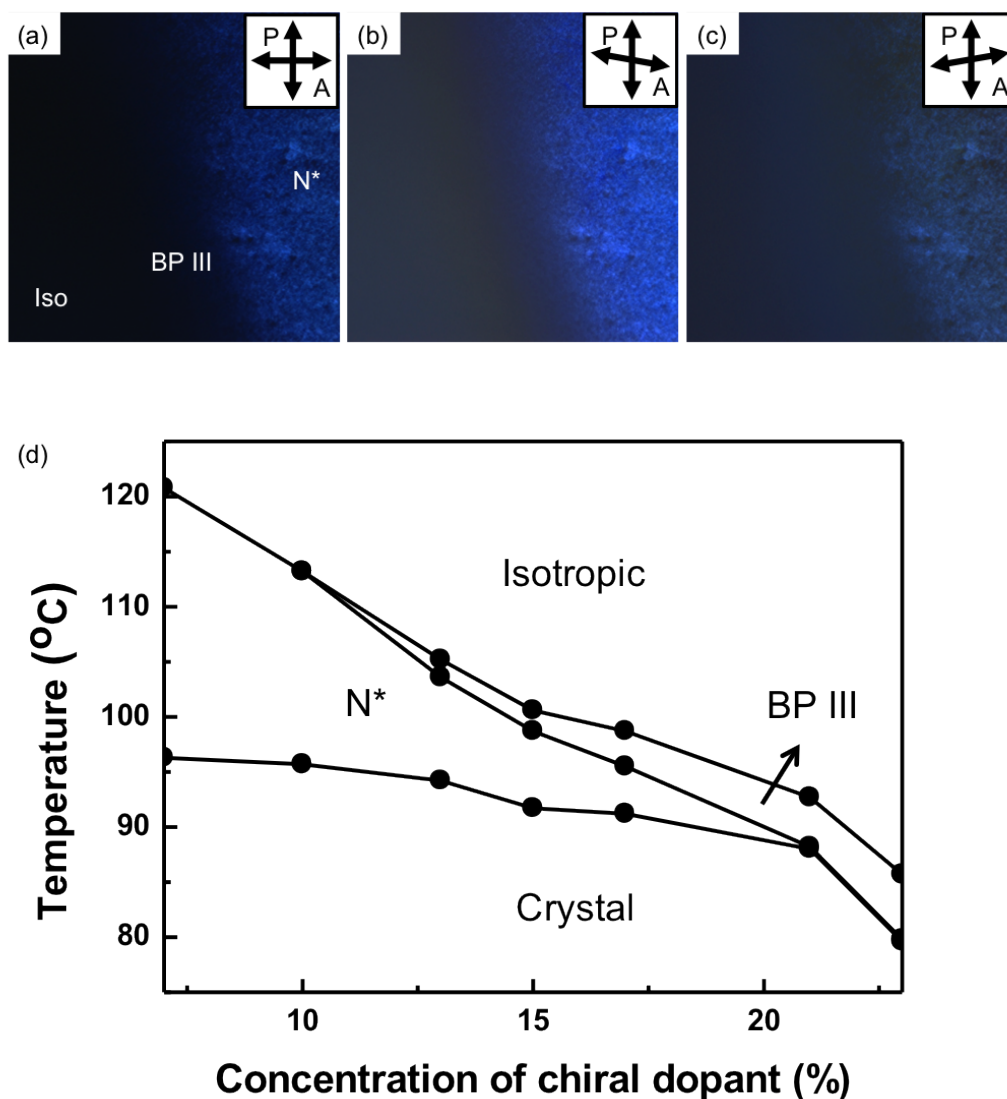 (a)
P
A
N*
BP III
Iso
(b)
P
A
(c)
P
A
(d)
120
110
100
90
80
Temperature (°C)
Isotropic
N*
BP III
Crystal
10
15
20
Concentration of chiral dopant (%)